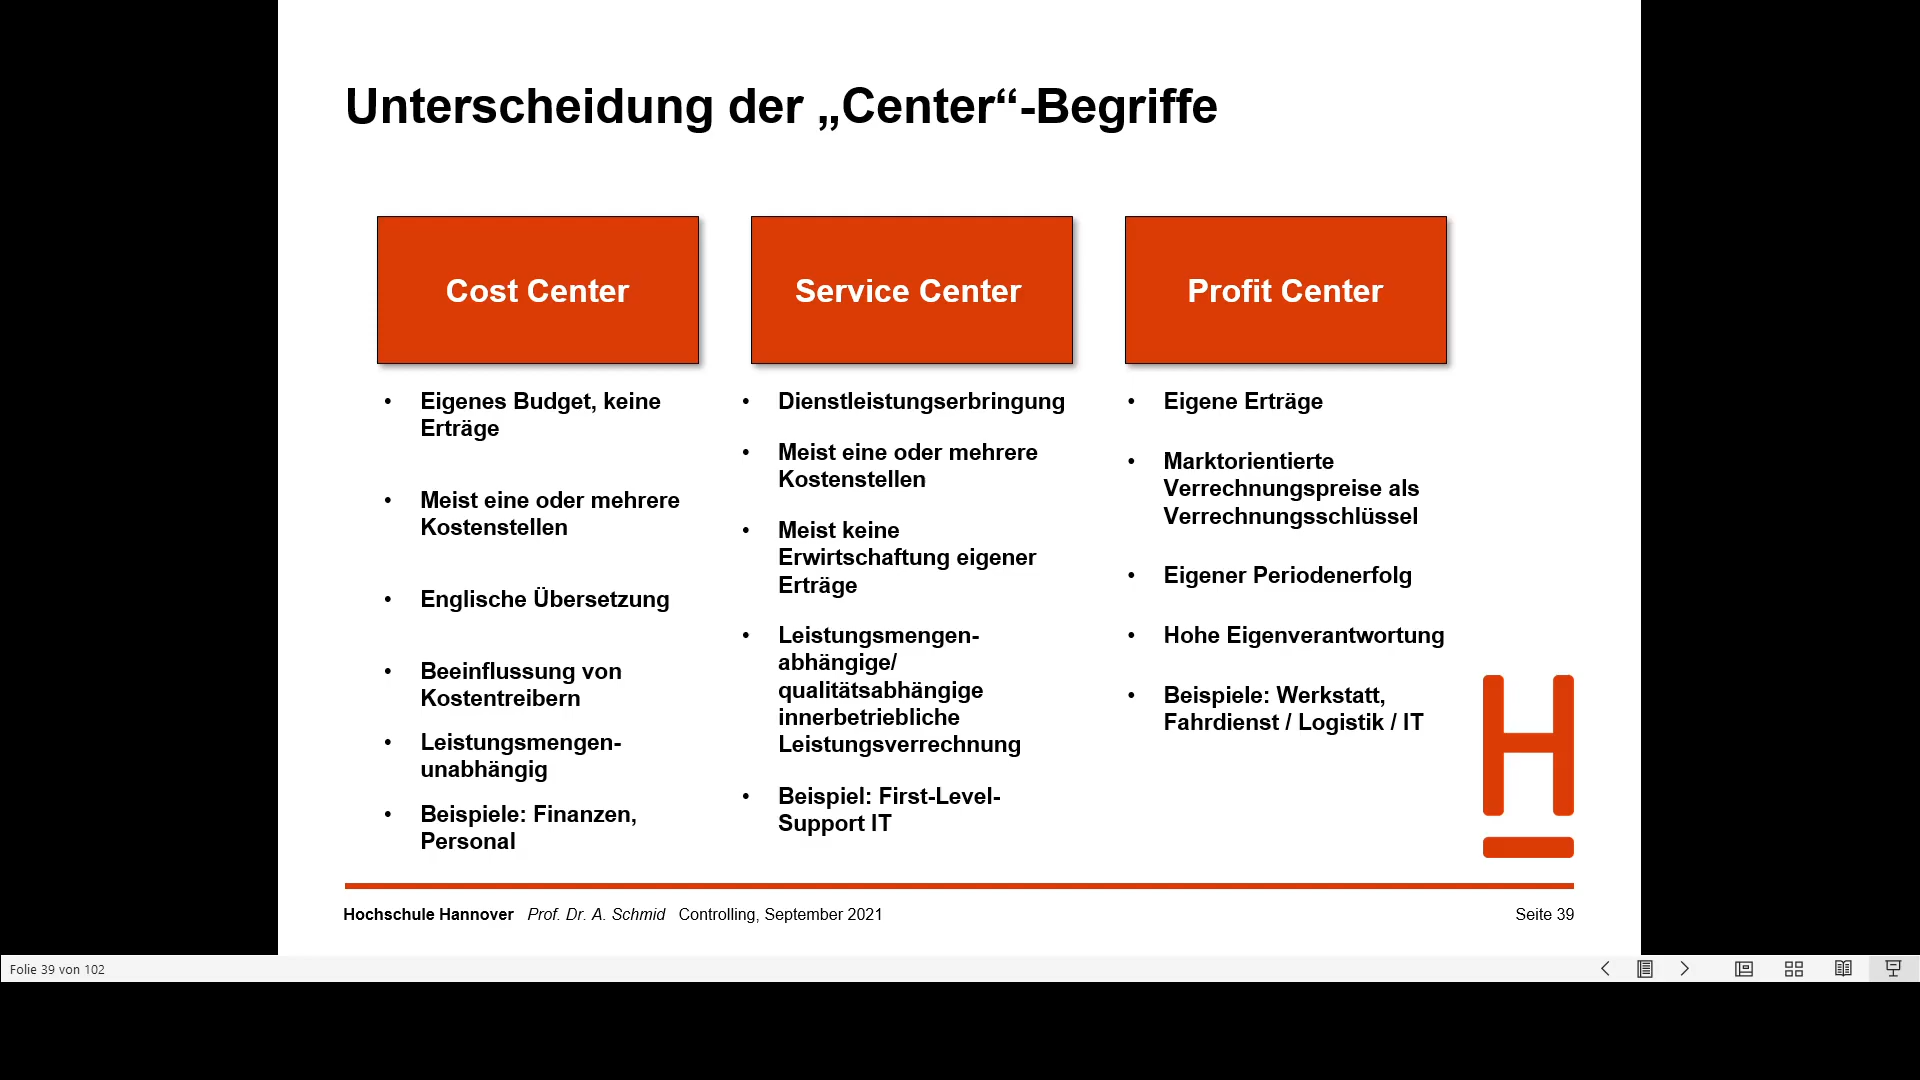 Unterscheidung der „Center“-Begriffe
Cost Center
• Eigenes Budget, keine
Erträge
• Meist eine oder mehrere
Kostenstellen
• Englische Übersetzung
• Beeinflussung von
Kostentreibern
• Leistungsmengen-
unabhängig
• Beispiele: Finanzen,
Personal
Service Center
• Dienstleistungserbringung
• Meist eine oder mehrere
Kostenstellen
• Meist keine
Erwirtschaftung eigener
Erträge
• Leistungsmengen-
abhängige/
qualitätsabhängige
innerbetriebliche
Leistungsverrechnung
• Beispiel: First-Level-
Support IT
Profit Center
• Eigene Erträge
• Marktorientierte
Verrechnungspreise als
Verrechnungsschlüssel
• Eigener Periodenerfolg
• Hohe Eigenverantwortung
• Beispiele: Werkstatt,
Fahrdienst / Logistik / IT
H
Hochschule Hannover Prof. Dr. A. Schmid Controlling, September 2021
Seite 39
Folie 39 von 102